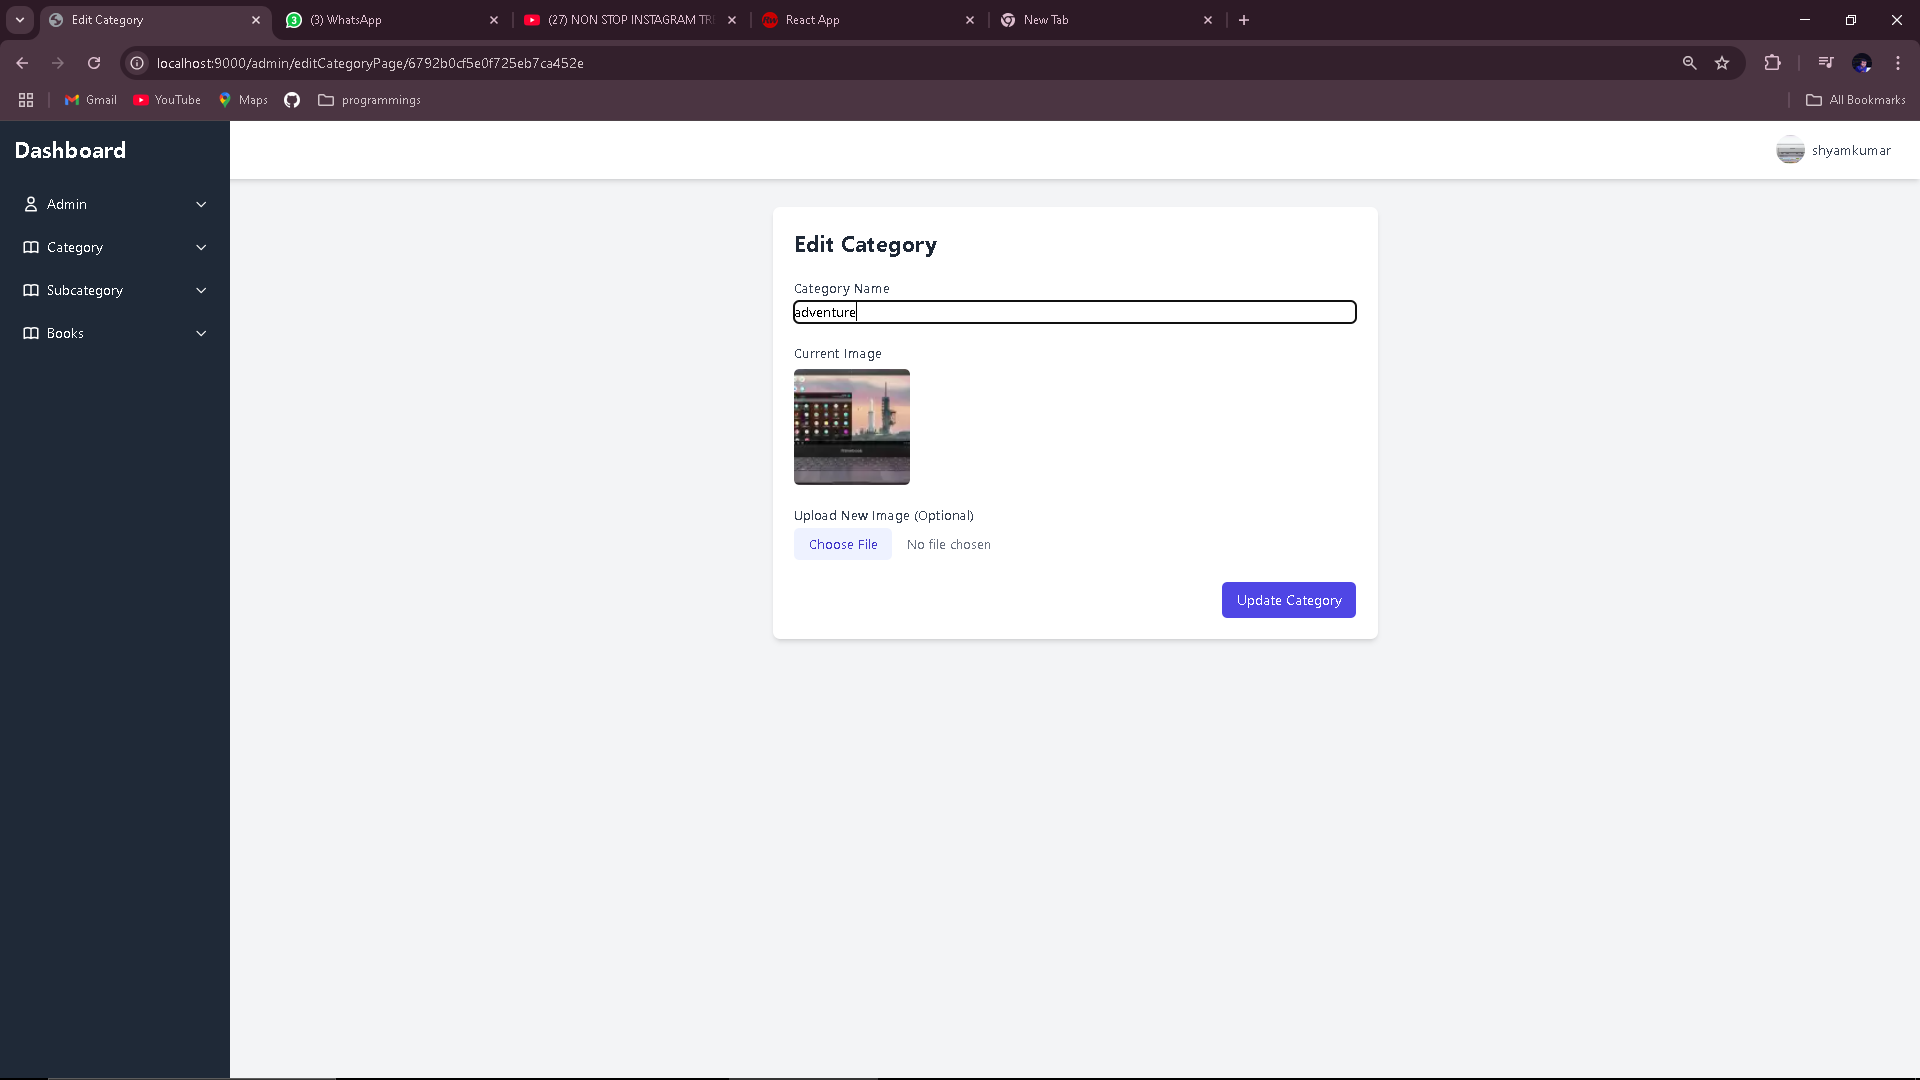 Edit Category
(3) WhatsApp
(27) NON STOP INSTAGRAM TRE
React App
New Tab
localhost:9000/admin/editCategoryPage/6792b0cf5e0f725eb7ca452e
Gmail
YouTube
Maps
programmings
All Bookmarks
Dashboard
shyamkumar
Admin
Category
Subcategory
Books
Edit Category
Category Name
adventure
Current Image
Upload New Image (Optional)
Choose File
No file chosen
Update Category